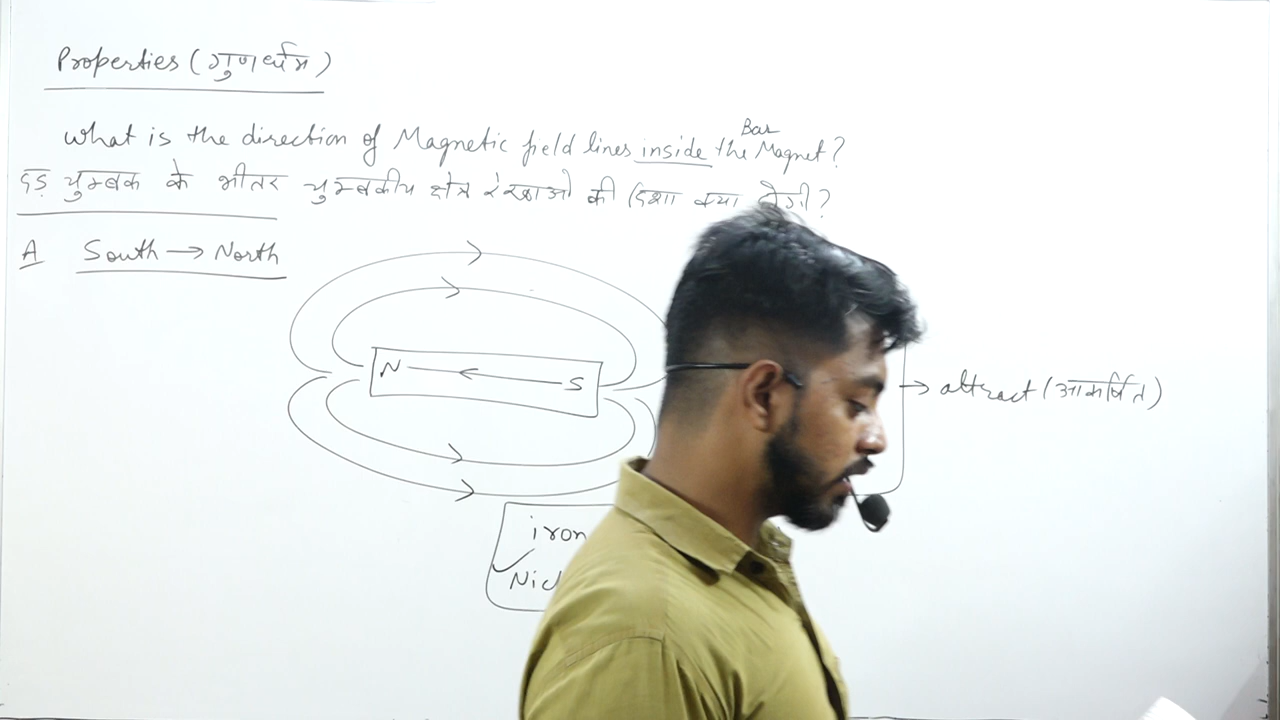 Properties (गुणधर्म)
Bar
What is the direction of Magnetic field lines inside the Magnet?
दंड चुम्बक के भीतर चुम्बकीय क्षेत्र रेखाओ की दिशा क्या होगी?
A South → North
N S
→ attract (आकर्षित)
iron